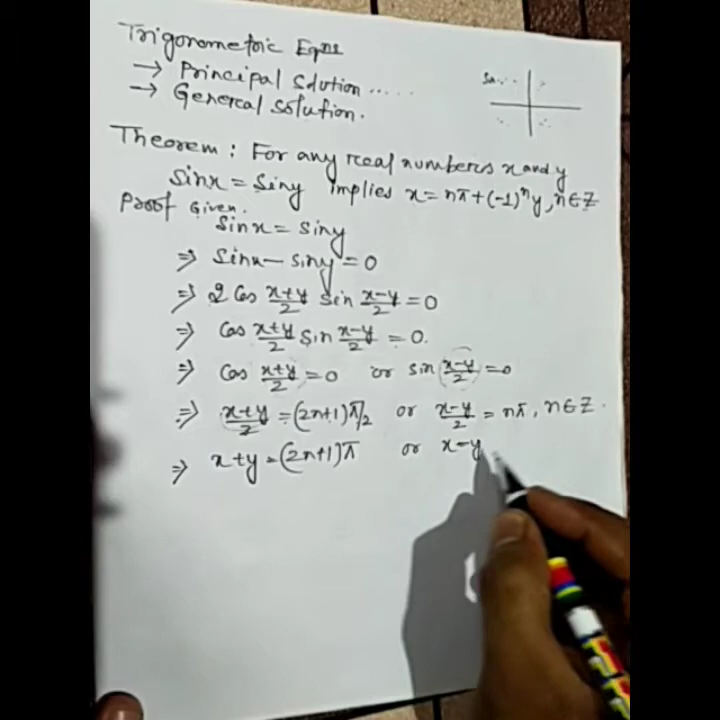 Trigonometric Eqns
→ Principal Solution .....
→ General Solution.
Theorem : For any real numbers x and y
Sinx = Siny implies x = nπ + (-1)ⁿy, n∈Z
Proof Given.
Sinx = Siny
⇒ Sinx - Siny = 0
⇒ 2 Cos (x+y)/2 Sin (x-y)/2 = 0
⇒ Cos (x+y)/2 Sin (x-y)/2 = 0.
⇒ Cos (x+y)/2 = 0 or Sin (x-y)/2 = 0
⇒ (x+y)/2 = (2n+1)π/2 or (x-y)/2 = nπ, n∈Z.
⇒ x+y = (2n+1)π or x-y